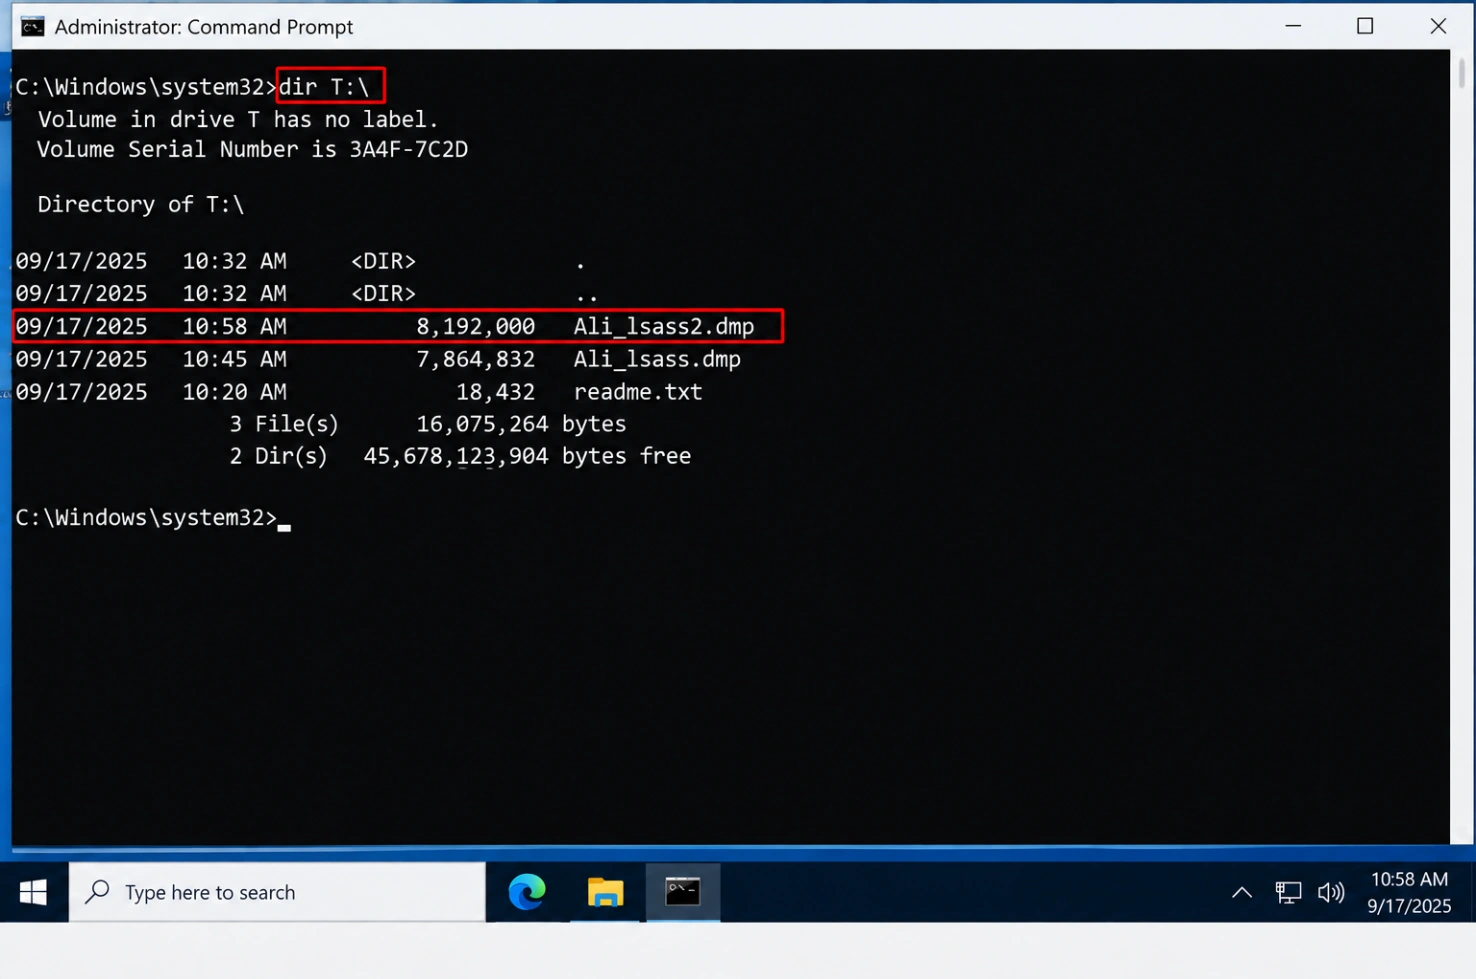 Administrator: Command Prompt
C:\Windows\system32>dir T:\
Volume in drive T has no label.
Volume Serial Number is 3A4F-7C2D
Directory of T:\
09/17/2025 10:32 AM <DIR> .
09/17/2025 10:32 AM <DIR> ..
09/17/2025 10:58 AM 8,192,000 Ali_lsass2.dmp
09/17/2025 10:45 AM 7,864,832 Ali_lsass.dmp
09/17/2025 10:20 AM 18,432 readme.txt
3 File(s) 16,075,264 bytes
2 Dir(s) 45,678,123,904 bytes free
C:\Windows\system32>
Type here to search
10:58 AM
9/17/2025